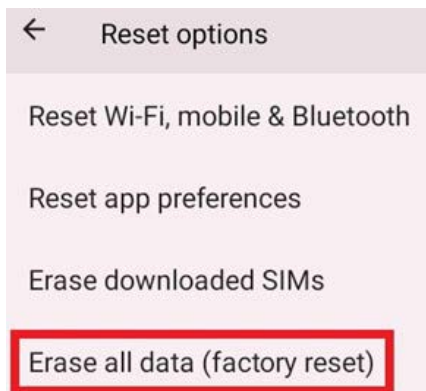 Reset options
Reset Wi-Fi, mobile & Bluetooth
Reset app preferences
Erase downloaded SIMs
Erase all data (factory reset)